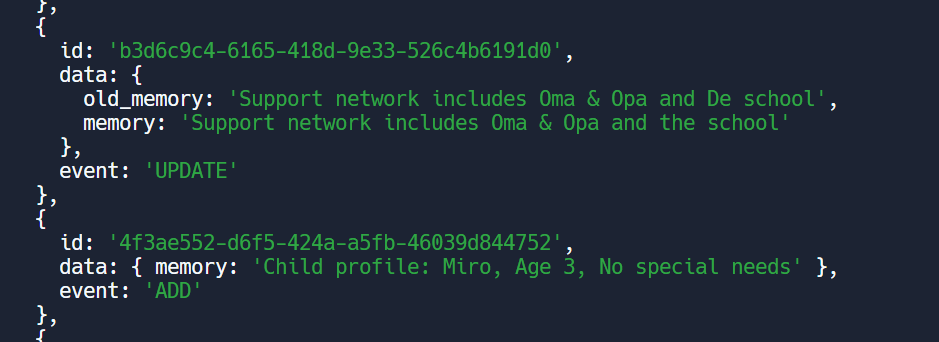 },
{
id: 'b3d6c9c4-6165-418d-9e33-526c4b6191d0',
data: {
old_memory: 'Support network includes Oma & Opa and De school',
memory: 'Support network includes Oma & Opa and the school'
},
event: 'UPDATE'
},
{
id: '4f3ae552-d6f5-424a-a5fb-46039d844752',
data: { memory: 'Child profile: Miro, Age 3, No special needs' },
event: 'ADD'
},
{